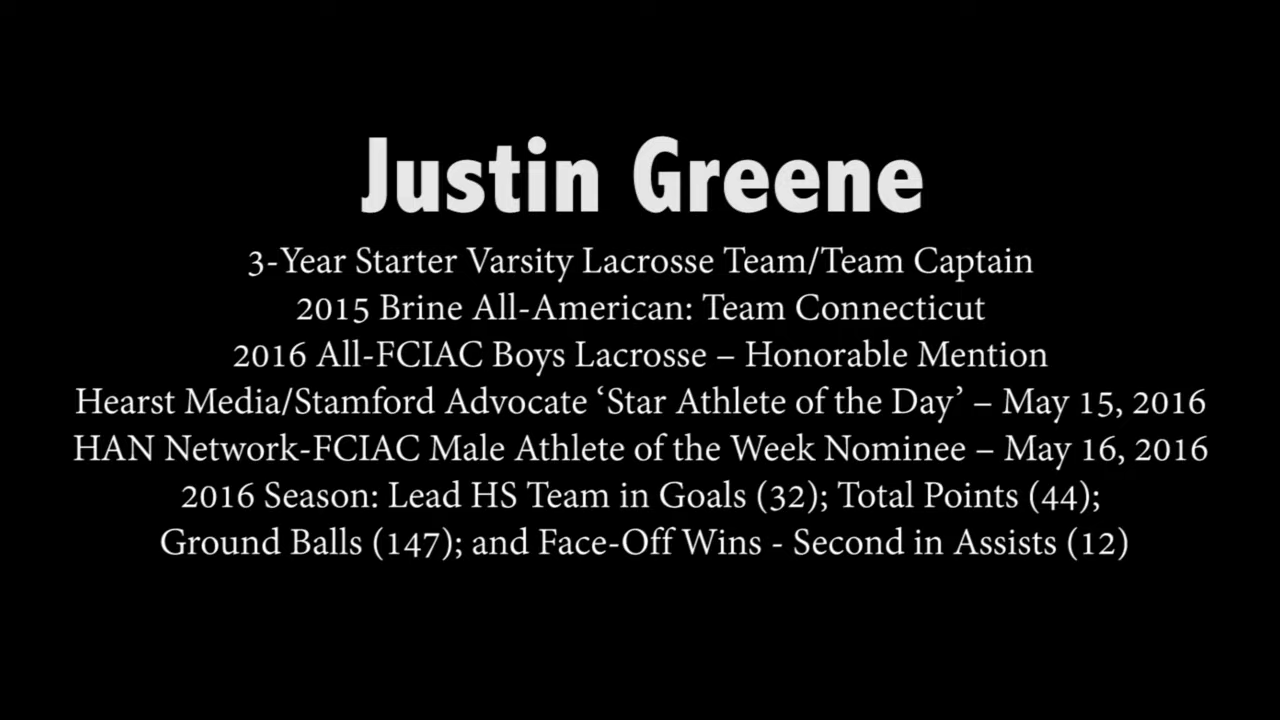 Justin Greene
3-Year Starter Varsity Lacrosse Team/Team Captain
2015 Brine All-American: Team Connecticut
2016 All-FCIAC Boys Lacrosse – Honorable Mention
Hearst Media/Stamford Advocate ‘Star Athlete of the Day’ – May 15, 2016
HAN Network-FCIAC Male Athlete of the Week Nominee – May 16, 2016
2016 Season: Lead HS Team in Goals (32); Total Points (44);
Ground Balls (147); and Face-Off Wins - Second in Assists (12)